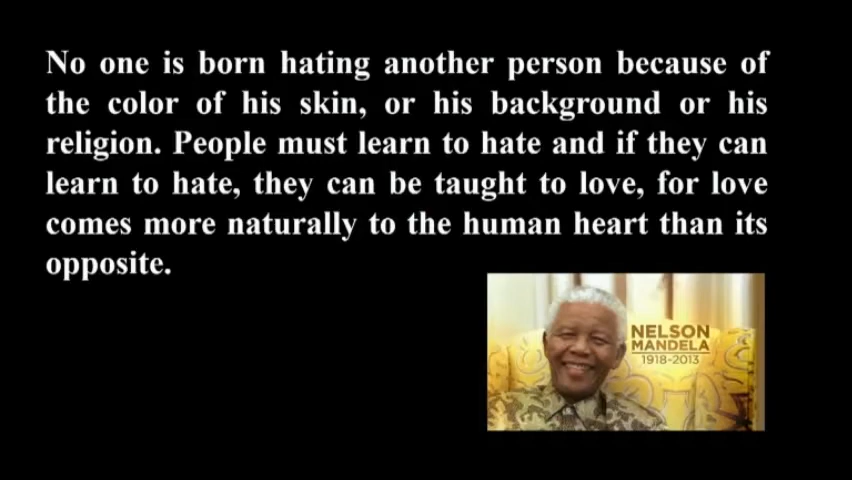 No one is born hating another person because of
the color of his skin, or his background or his
religion. People must learn to hate and if they can
learn to hate, they can be taught to love, for love
comes more naturally to the human heart than its
opposite.
NELSON
MANDELA
1918-2013